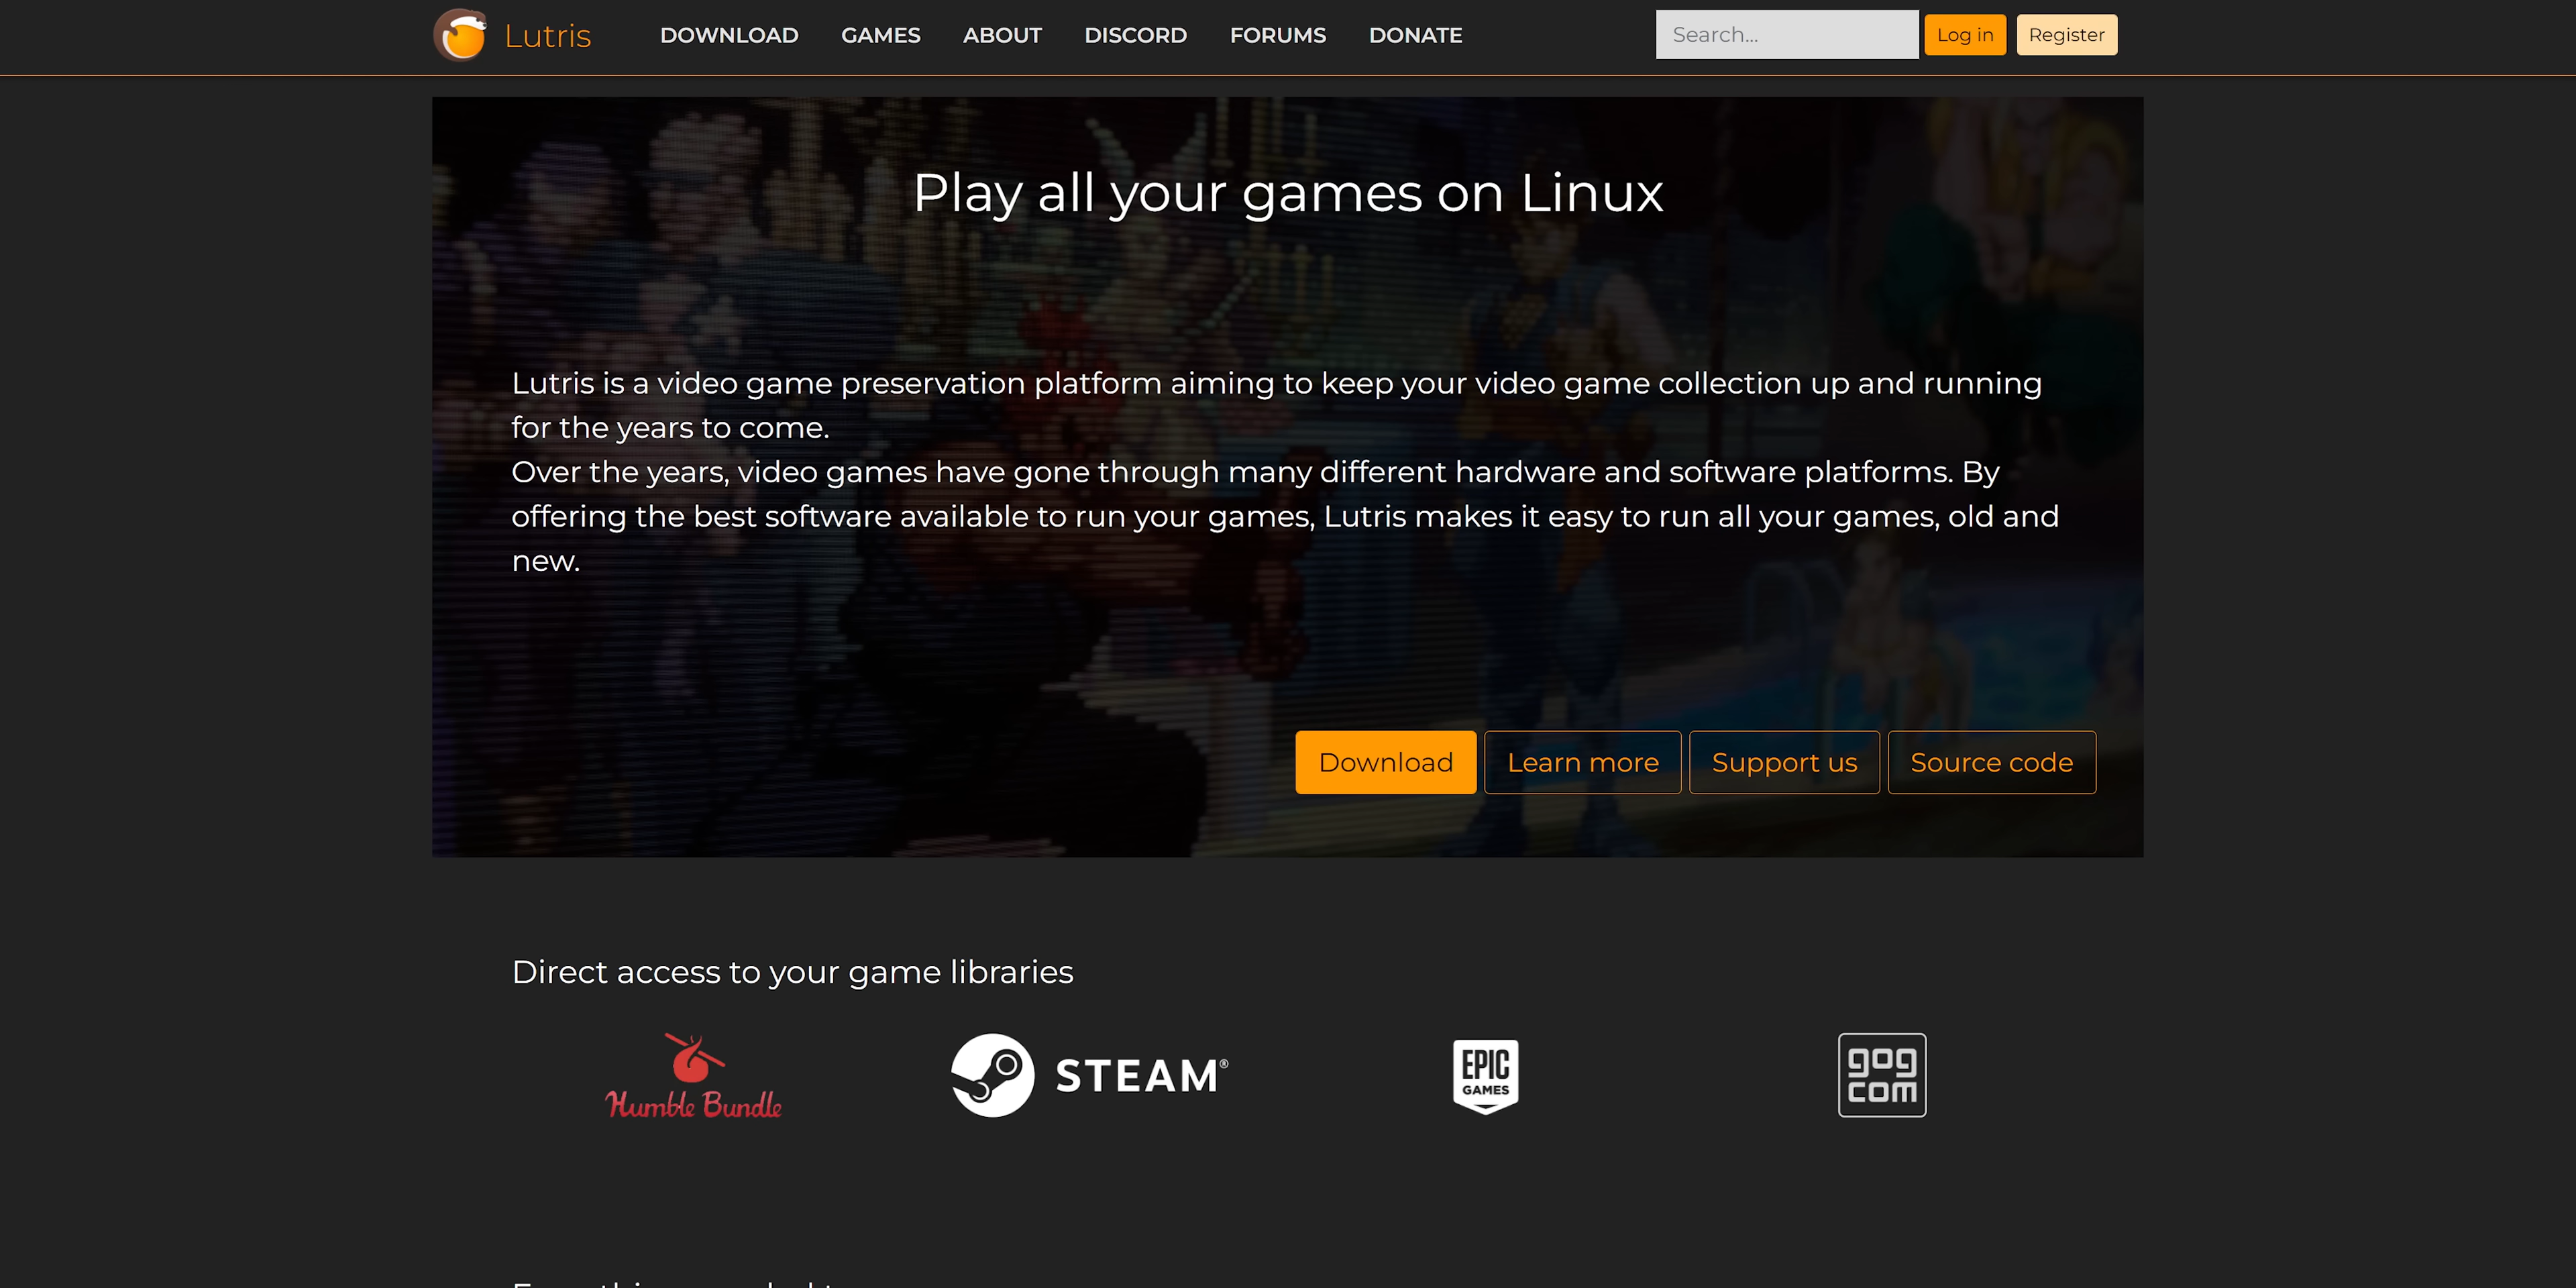 Lutris
DOWNLOAD
GAMES
ABOUT
DISCORD
FORUMS
DONATE
Search...
Log in
Register
Play all your games on Linux
Lutris is a video game preservation platform aiming to keep your video game collection up and running
for the years to come.
Over the years, video games have gone through many different hardware and software platforms. By
offering the best software available to run your games, Lutris makes it easy to run all your games, old and
new.
Download
Learn more
Support us
Source code
Direct access to your game libraries
Humble Bundle
STEAM®
EPIC
GAMES
gog
com